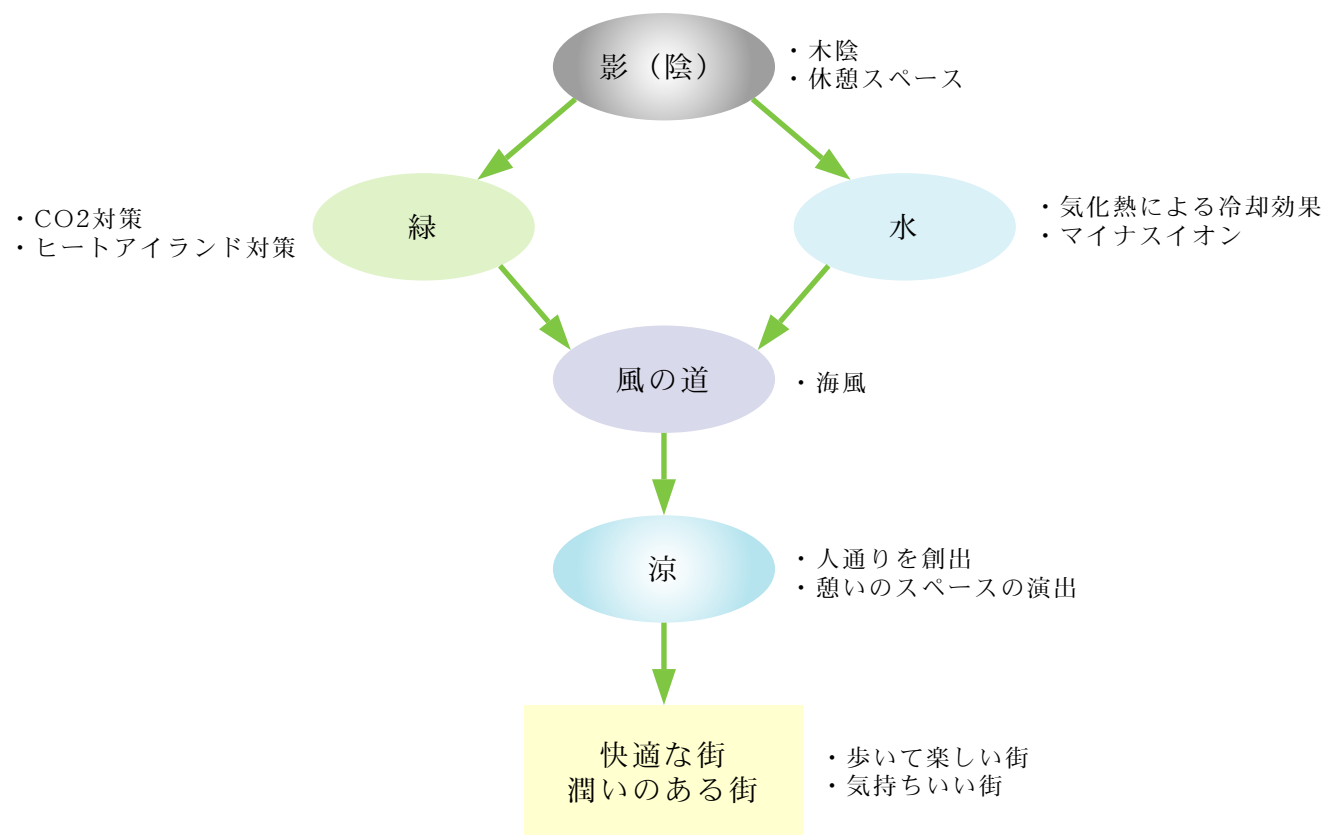 影（陰）
・木陰
・休憩スペース
緑
・CO2対策
・ヒートアイランド対策
水
・気化熱による冷却効果
・マイナスイオン
風の道
・海風
涼
・人通りを創出
・憩いのスペースの演出
快適な街
潤いのある街
・歩いて楽しい街
・気持ちいい街